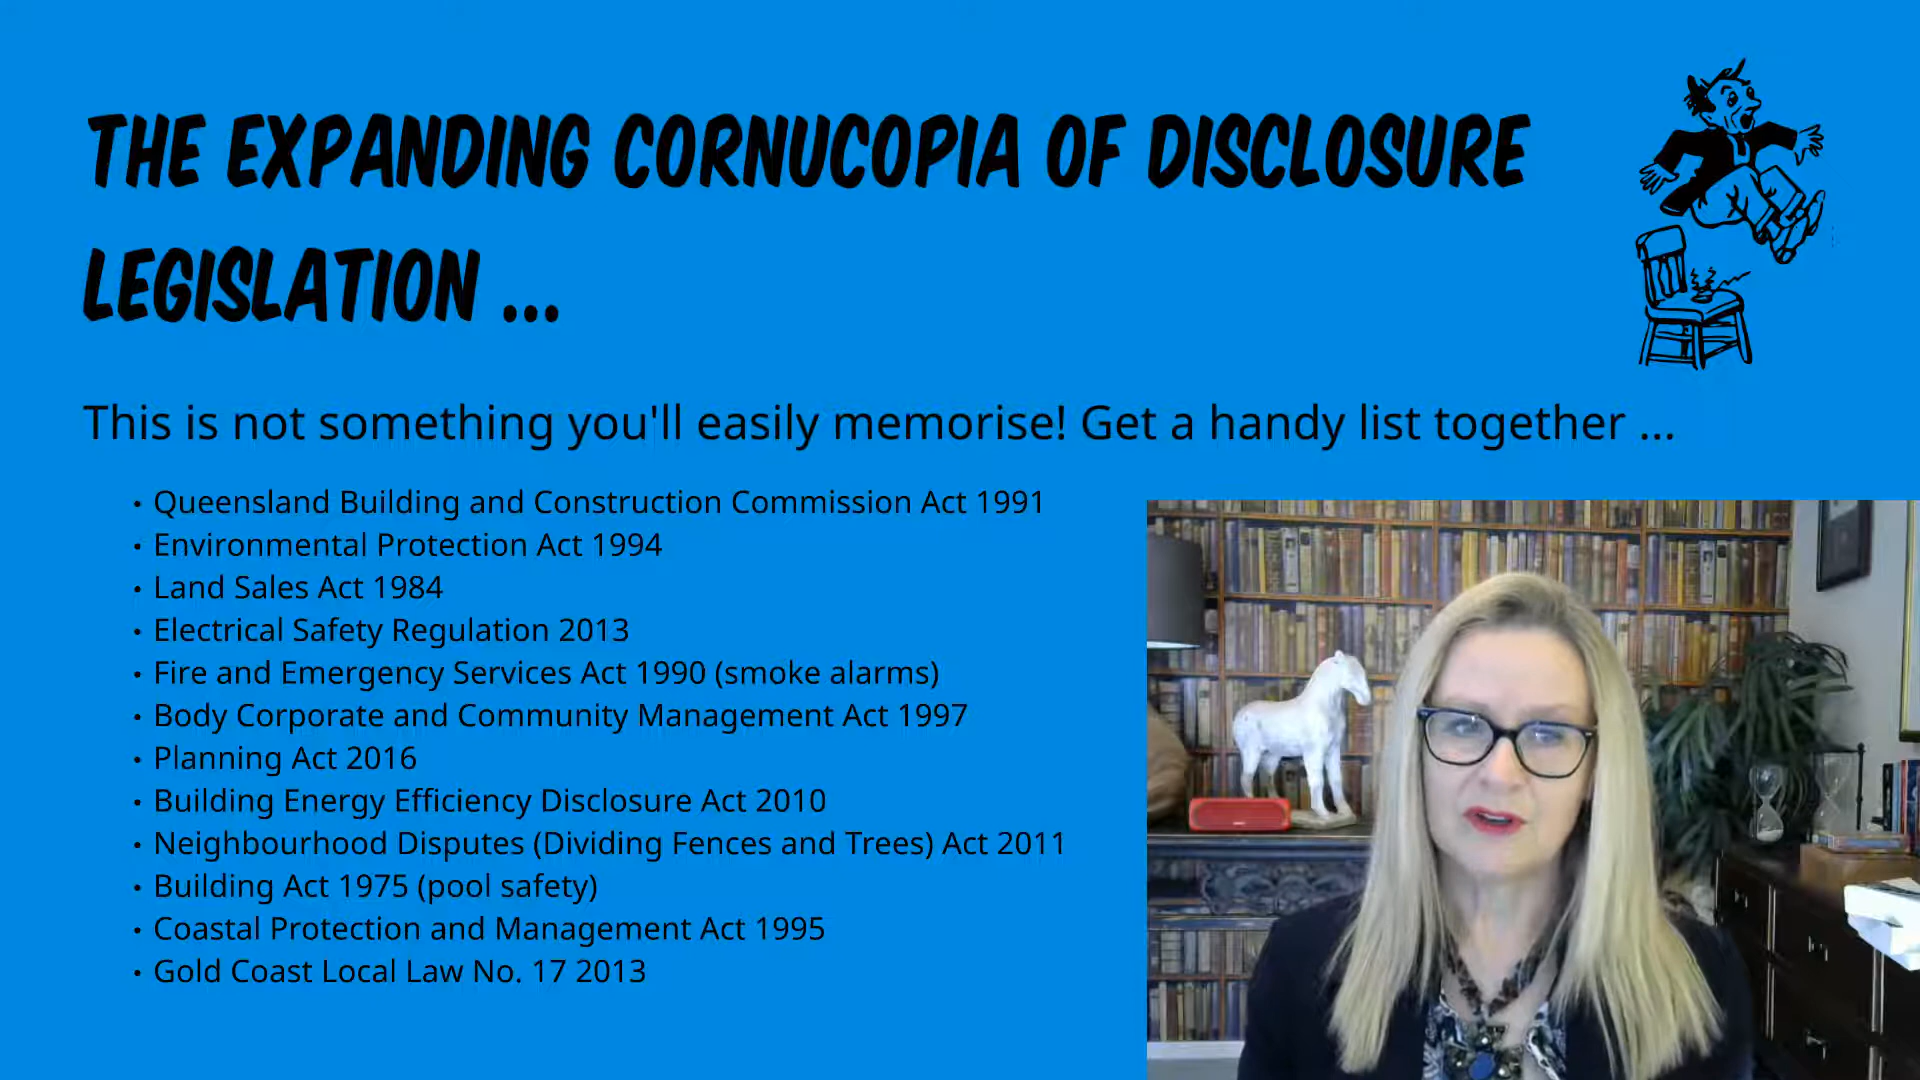 THE EXPANDING CORNUCOPIA OF DISCLOSURE
LEGISLATION ...
This is not something you'll easily memorise! Get a handy list together ...
• Queensland Building and Construction Commission Act 1991
• Environmental Protection Act 1994
• Land Sales Act 1984
• Electrical Safety Regulation 2013
• Fire and Emergency Services Act 1990 (smoke alarms)
• Body Corporate and Community Management Act 1997
• Planning Act 2016
• Building Energy Efficiency Disclosure Act 2010
• Neighbourhood Disputes (Dividing Fences and Trees) Act 2011
• Building Act 1975 (pool safety)
• Coastal Protection and Management Act 1995
• Gold Coast Local Law No. 17 2013